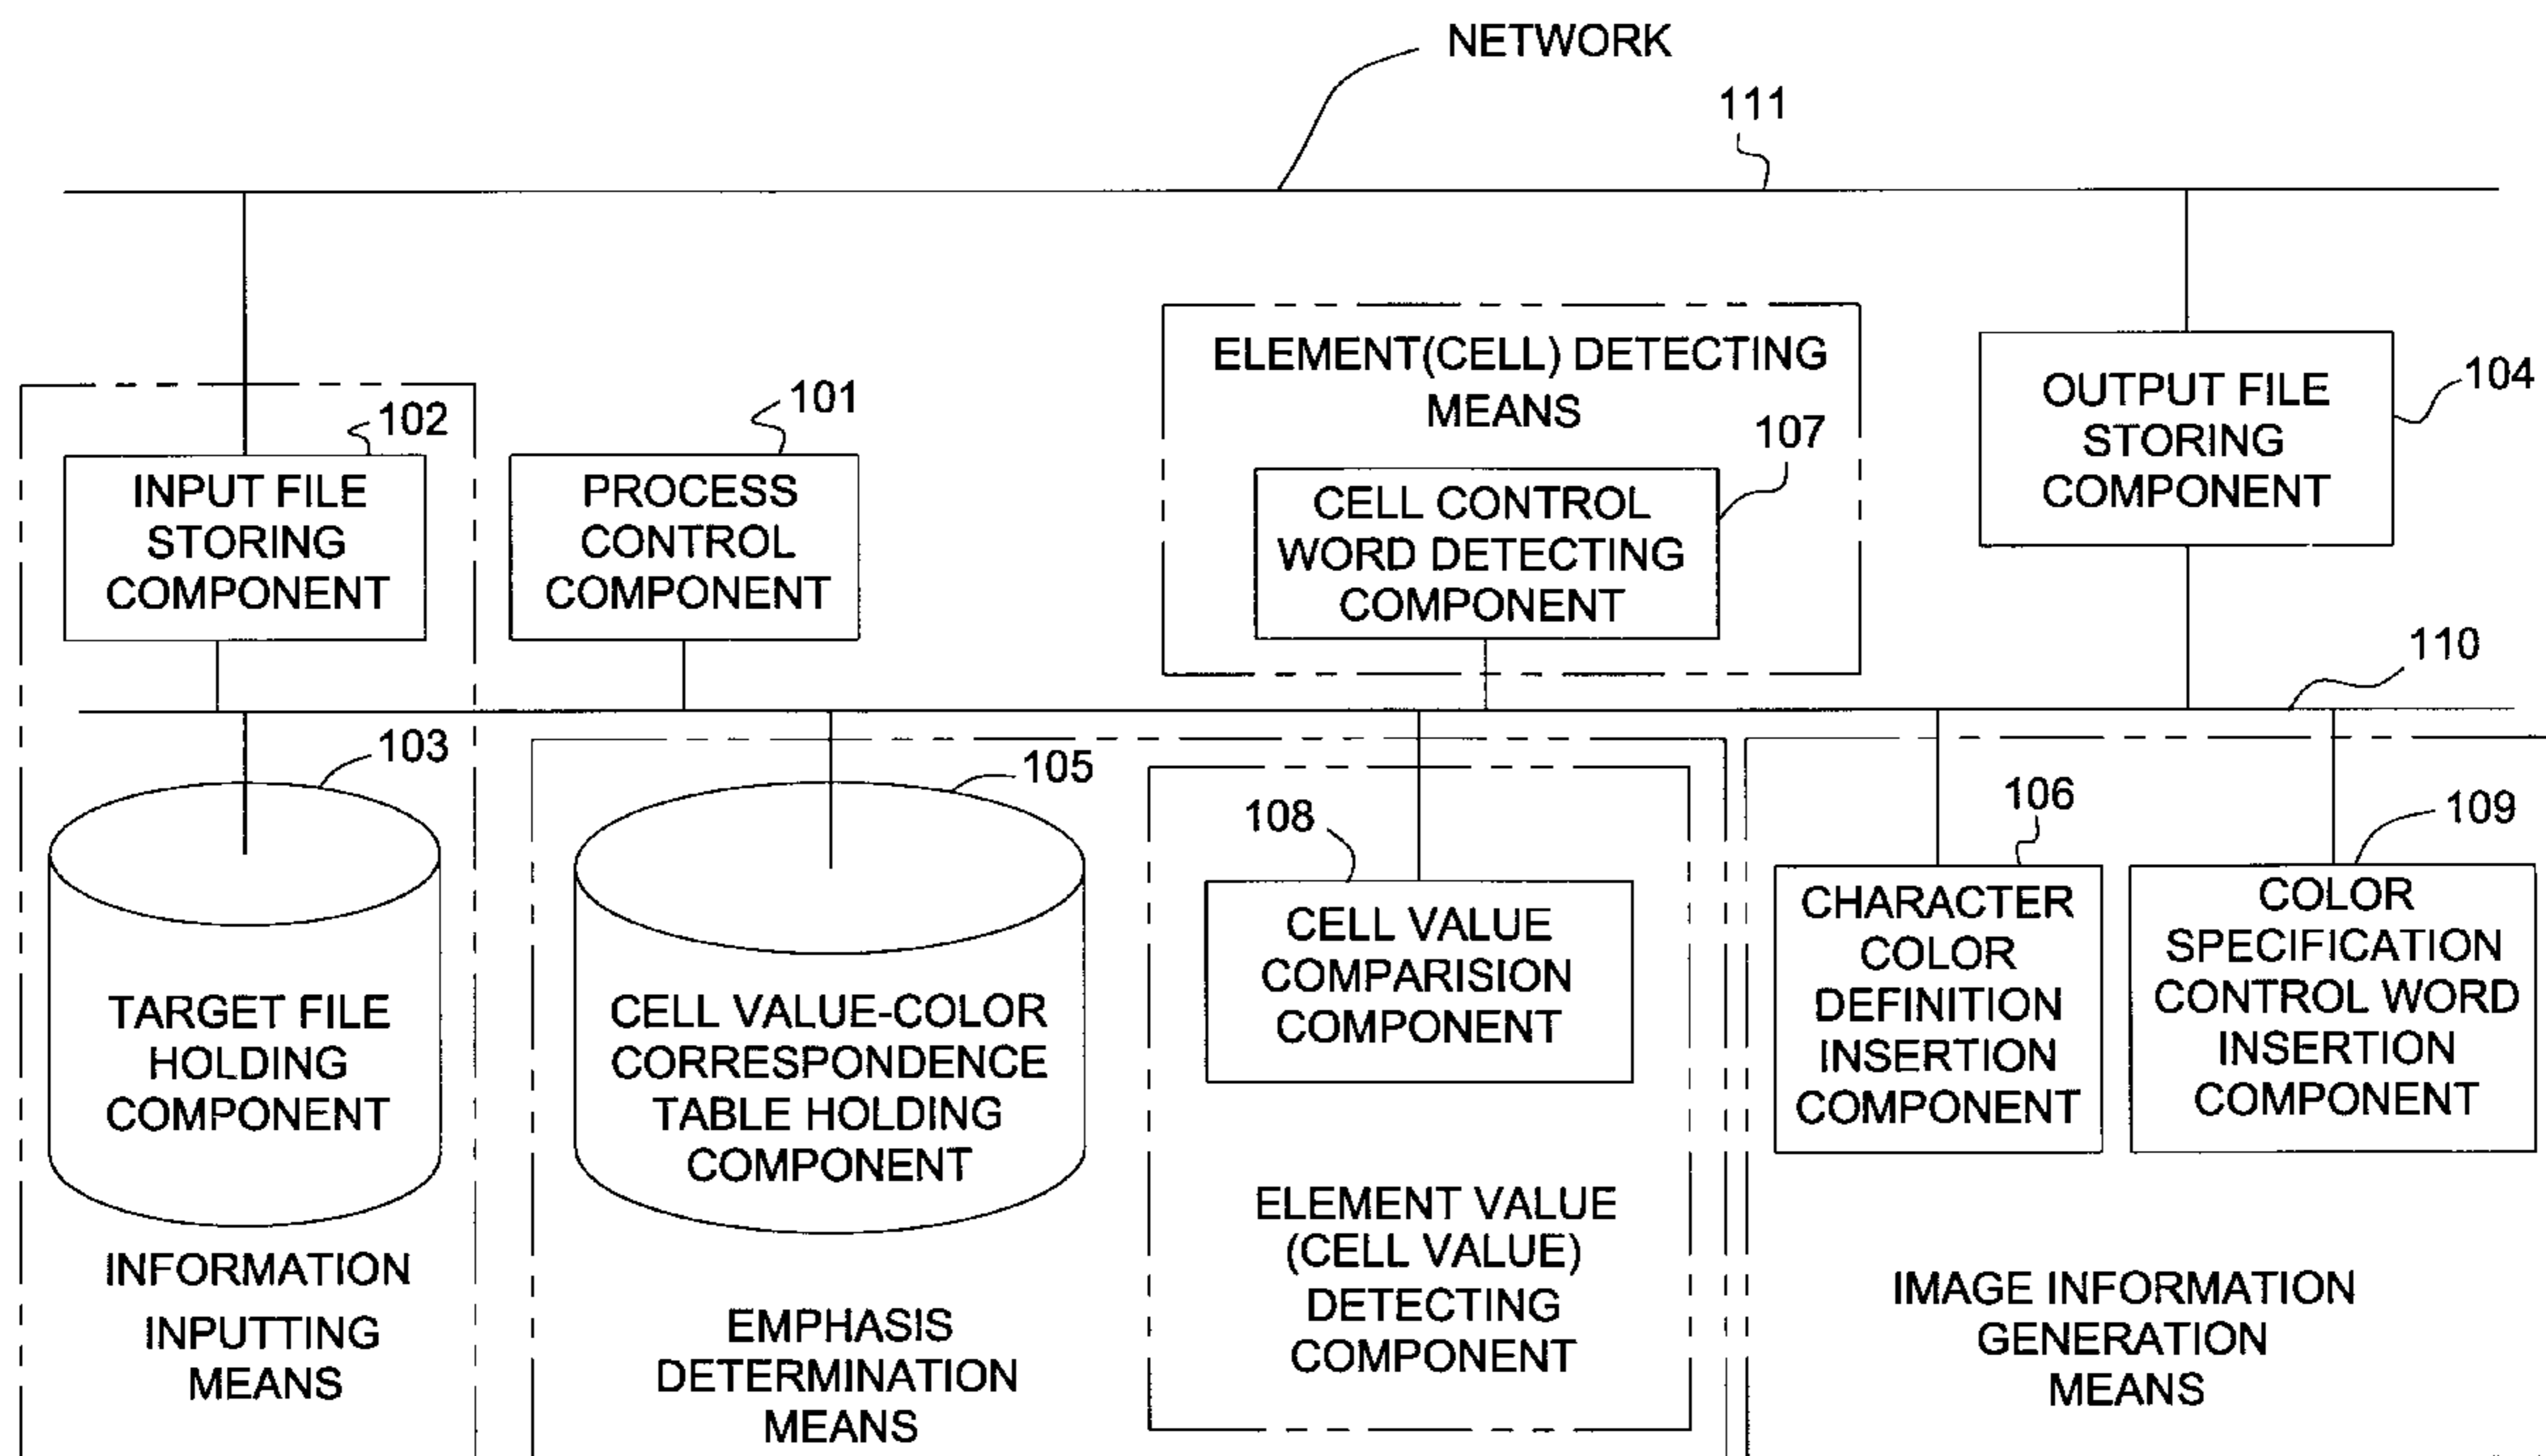 NETWORK
111
ELEMENT(CELL) DETECTING
MEANS
104
OUTPUT FILE
STORING
COMPONENT
102
INPUT FILE
STORING
COMPONENT
101
PROCESS
CONTROL
COMPONENT
107
CELL CONTROL
WORD DETECTING
COMPONENT
110
103
TARGET FILE
HOLDING
COMPONENT
INFORMATION
INPUTTING
MEANS
105
CELL VALUE-COLOR
CORRESPONDENCE
TABLE HOLDING
COMPONENT
EMPHASIS
DETERMINATION
MEANS
108
CELL VALUE
COMPARISION
COMPONENT
ELEMENT VALUE
(CELL VALUE)
DETECTING
COMPONENT
106
CHARACTER
COLOR
DEFINITION
INSERTION
COMPONENT
109
COLOR
SPECIFICATION
CONTROL WORD
INSERTION
COMPONENT
IMAGE INFORMATION
GENERATION
MEANS